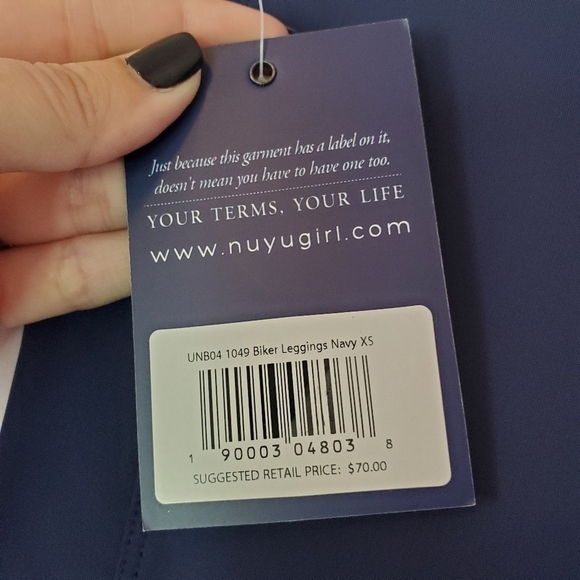 Just because this garment has a label on it,
doesn't mean you have to have one too.
YOUR TERMS, YOUR LIFE
www.nuyugirl.com
UNB04 1049 Biker Leggings Navy XS
1 90003 04803 8
SUGGESTED RETAIL PRICE: $70.00